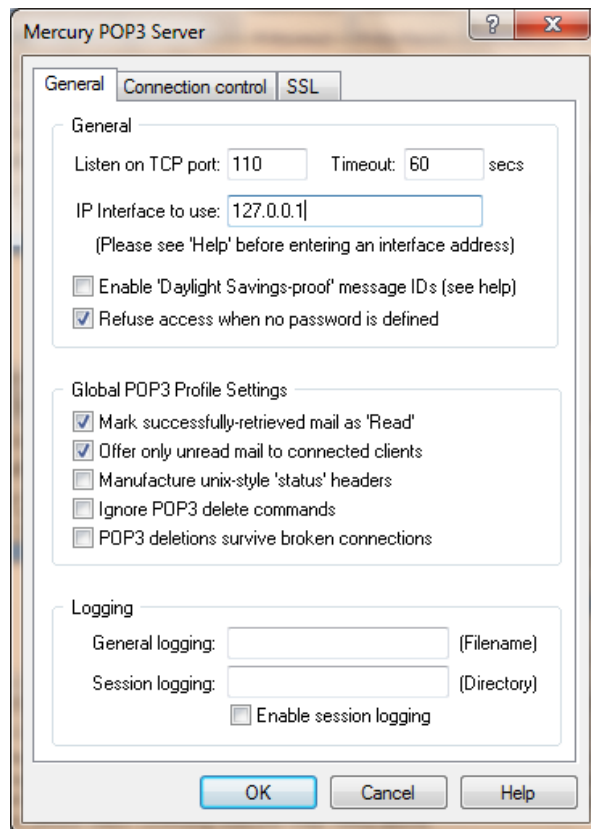 Mercury POP3 Server
General Connection control SSL
General
Listen on TCP port: 110 Timeout: 60 secs
IP Interface to use: 127.0.0.1
(Please see 'Help' before entering an interface address)
Enable 'Daylight Savings-proof' message IDs (see help)
Refuse access when no password is defined
Global POP3 Profile Settings
Mark successfully-retrieved mail as 'Read'
Offer only unread mail to connected clients
Manufacture unix-style 'status' headers
Ignore POP3 delete commands
POP3 deletions survive broken connections
Logging
General logging: (Filename)
Session logging: (Directory)
Enable session logging
OK Cancel Help